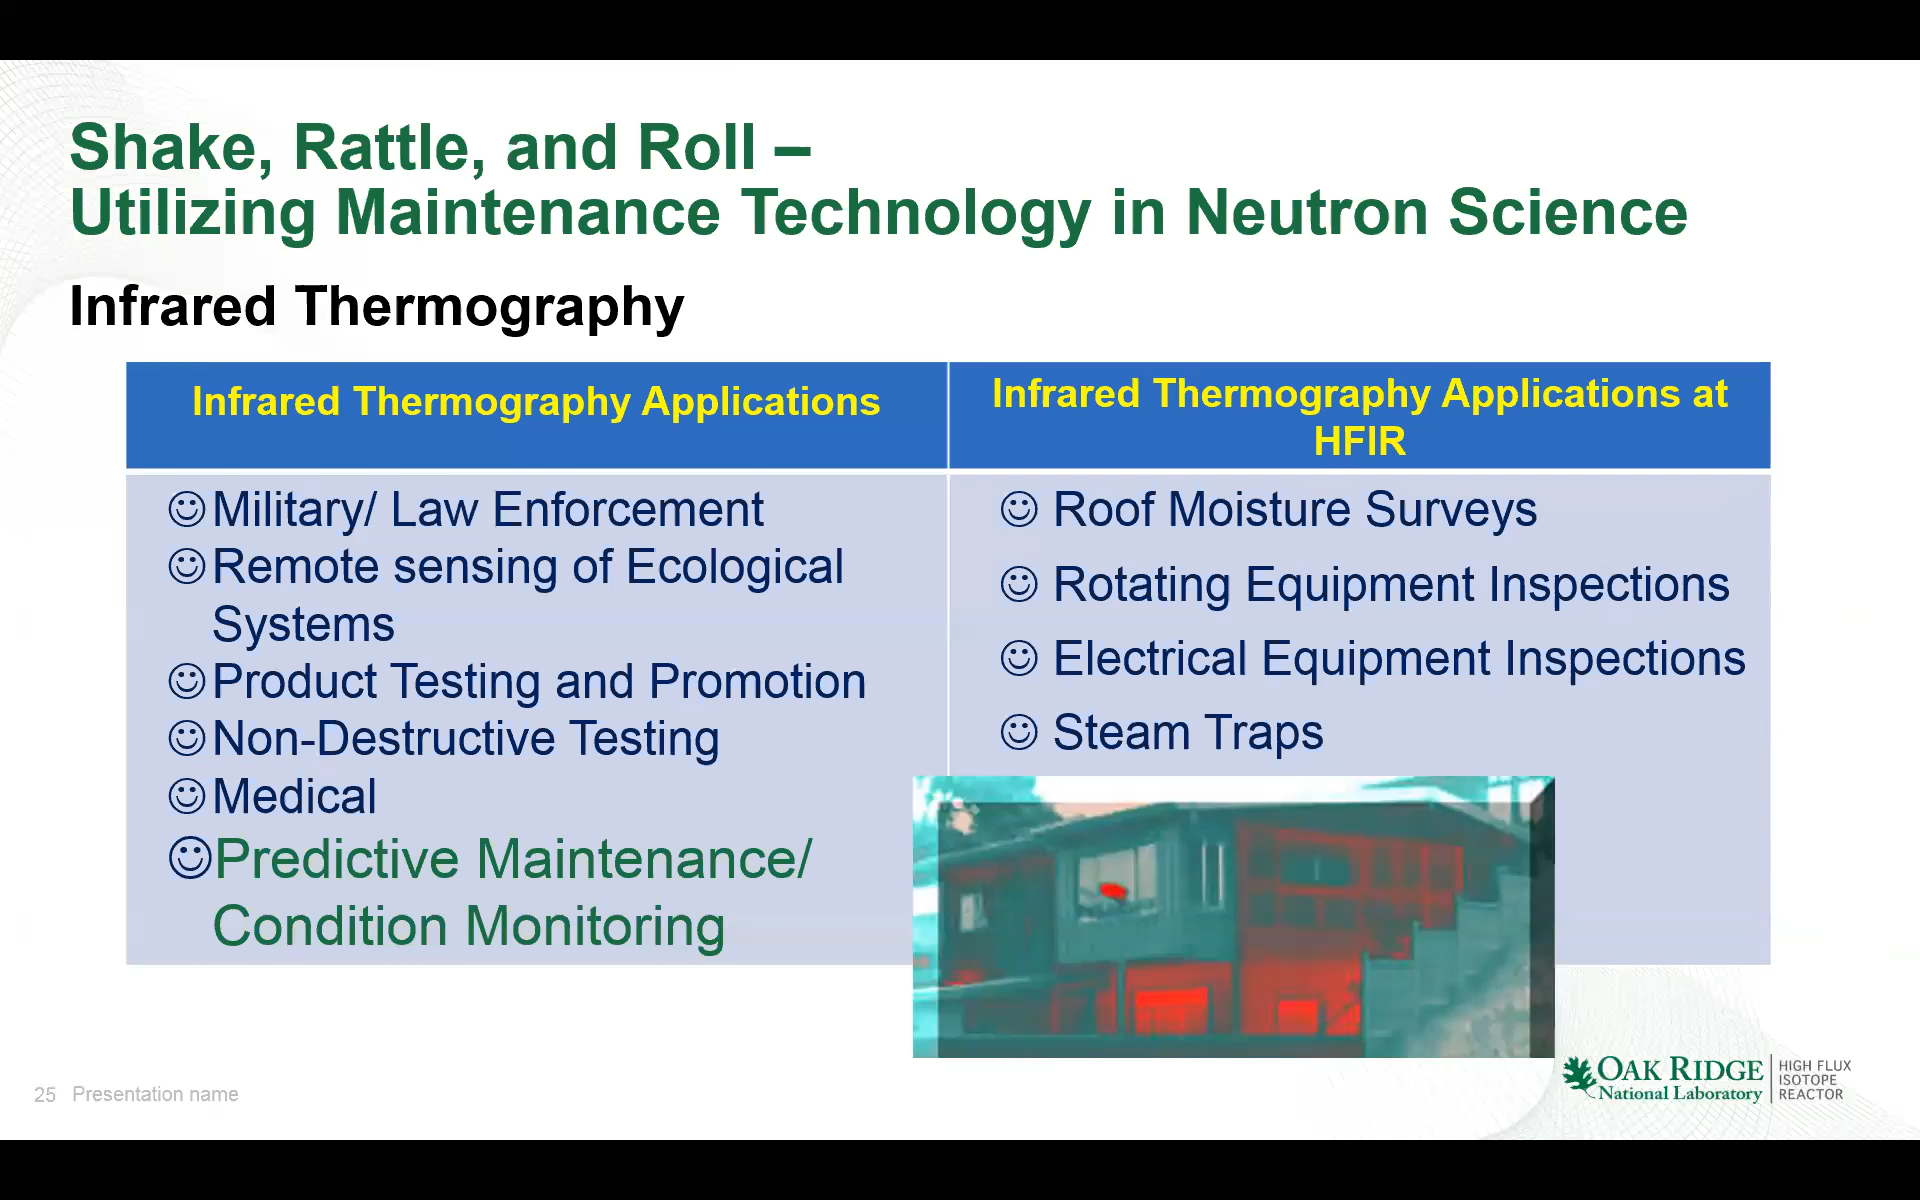 Shake, Rattle, and Roll –
Utilizing Maintenance Technology in Neutron Science
Infrared Thermography
Infrared Thermography Applications
Military/ Law Enforcement
Remote sensing of Ecological
Systems
Product Testing and Promotion
Non-Destructive Testing
Medical
Predictive Maintenance/
Condition Monitoring
Infrared Thermography Applications at
HFIR
Roof Moisture Surveys
Rotating Equipment Inspections
Electrical Equipment Inspections
Steam Traps
25 Presentation name
OAK RIDGE
National Laboratory
HIGH FLUX
ISOTOPE
REACTOR